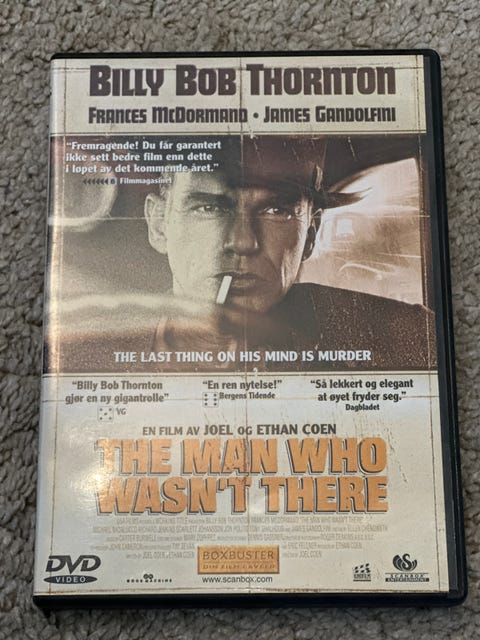 BILLY BOB THORNTON
FRANCES MCDORMAND • JAMES GANDOLFINI
"Fremragende! Du får garantert
ikke sett bedre film enn dette
i løpet av det kommende året."
Filmmagasinet
THE LAST THING ON HIS MIND IS MURDER
"Billy Bob Thornton
gjør en ny gigantrolle"
VG
"En ren nytelse!"
Bergens Tidende
"Så lekkert og elegant
at øyet fryder seg."
Dagbladet
EN FILM AV JOEL OG ETHAN COEN
THE MAN WHO
WASN'T THERE
BOXBUSTER
DIN FILM
DVD
VIDEO
www.scanbox.com
SCANBOX
ENTERTAINMENT